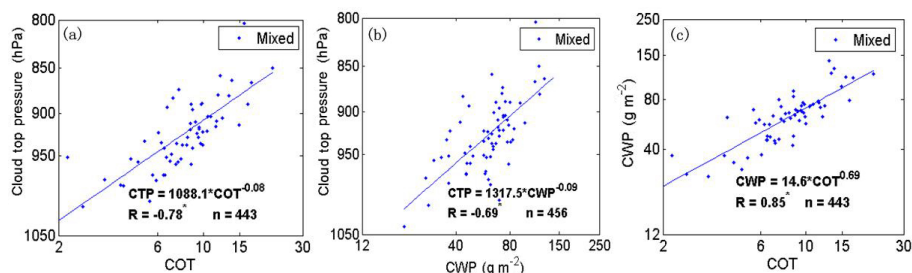 (a)
Mixed
Cloud top pressure (hPa)
800
850
900
950
1050
2
6
10
15
30
COT
CTP = 1088.1*COT^-0.08
R = -0.78*
n = 443
(b)
Mixed
Cloud top pressure (hPa)
800
850
900
950
1050
12
40
80
150
250
CWP (g m^-2)
CTP = 1317.5*CWP^-0.09
R = -0.69*
n = 456
(c)
Mixed
CWP (g m^-2)
250
150
80
40
12
2
6
10
15
30
COT
CWP = 14.6*COT^0.69
R = 0.85*
n = 443